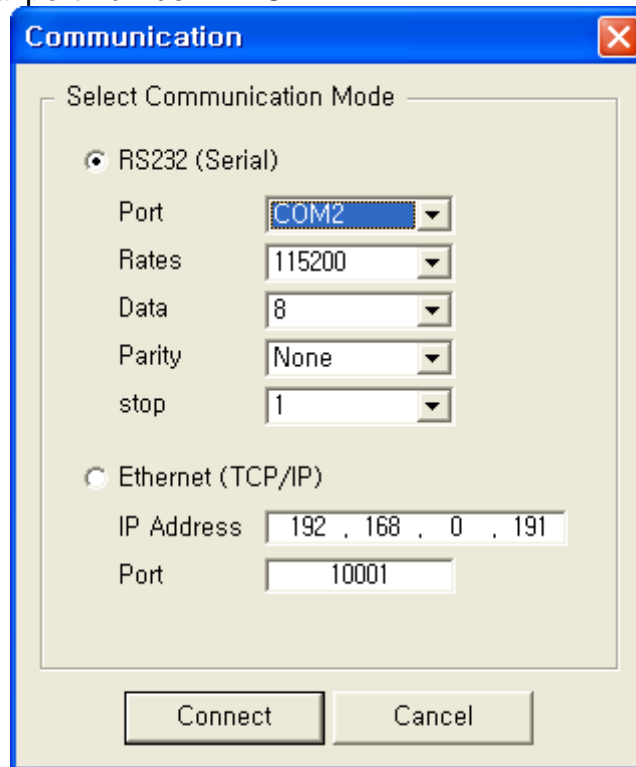 Communication
Select Communication Mode
RS232 (Serial)
Port COM2
Rates 115200
Data 8
Parity None
stop 1
Ethernet (TCP/IP)
IP Address 192 . 168 . 0 . 191
Port 10001
Connect Cancel